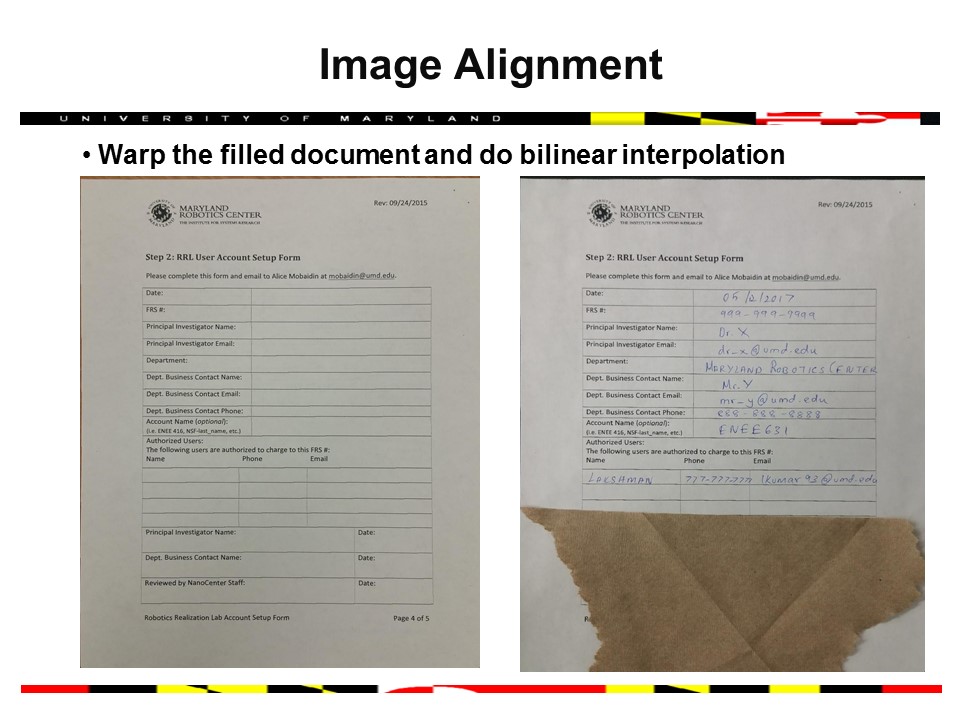 Image Alignment
UNIVERSITY OF MARYLAND
• Warp the filled document and do bilinear interpolation
MARYLAND
ROBOTICS CENTER
THE INSTITUTE FOR SYSTEMS RESEARCH
Rev: 09/24/2015
Step 2: RRL User Account Setup Form
Please complete this form and email to Alice Mobaidin at mobaidin@umd.edu.
Date:
FRS #:
Principal Investigator Name:
Principal Investigator Email:
Department:
Dept. Business Contact Name:
Dept. Business Contact Email:
Dept. Business Contact Phone:
Account Name (optional):
(i.e. ENEE 416, NSF-last_name, etc.)
Authorized Users:
The following users are authorized to charge to this FRS #:
Name Phone Email
Principal Investigator Name: Date:
Dept. Business Contact Name: Date:
Reviewed by NanoCenter Staff: Date:
Robotics Realization Lab Account Setup Form Page 4 of 5
MARYLAND
ROBOTICS CENTER
THE INSTITUTE FOR SYSTEMS RESEARCH
Rev: 09/24/2015
Step 2: RRL User Account Setup Form
Please complete this form and email to Alice Mobaidin at mobaidin@umd.edu.
Date: 05/2/2017
FRS #: 999-999-9999
Principal Investigator Name: Dr. X
Principal Investigator Email: dr_x@umd.edu
Department: MARYLAND ROBOTICS CENTER
Dept. Business Contact Name: Mr. Y
Dept. Business Contact Email: mr_y@umd.edu
Dept. Business Contact Phone: 888-888-8888
Account Name (optional): ENEE631
(i.e. ENEE 416, NSF-last_name, etc.)
Authorized Users:
The following users are authorized to charge to this FRS #:
Name Phone Email
LAKSHMAN 777-777-7777 lkumar93@umd.edu